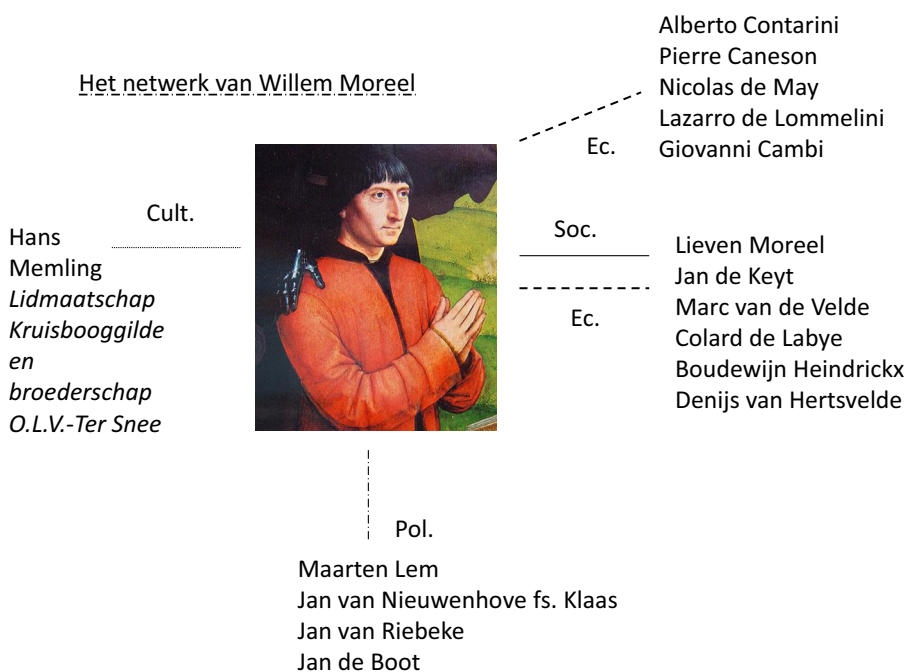 Het netwerk van Willem Moreel
Alberto Contarini
Pierre Caneson
Nicolas de May
Lazarro de Lommelini
Giovanni Cambi
Ec.
Cult.
Hans
Memling
Lidmaatschap
Kruisbooggilde
en
broederschap
O.L.V.-Ter Snee
Soc.
Ec.
Lieven Moreel
Jan de Keyt
Marc van de Velde
Colard de Labye
Boudewijn Heindrickx
Denijs van Hertsvelde
Pol.
Maarten Lem
Jan van Nieuwenhove fs. Klaas
Jan van Riebeke
Jan de Boot